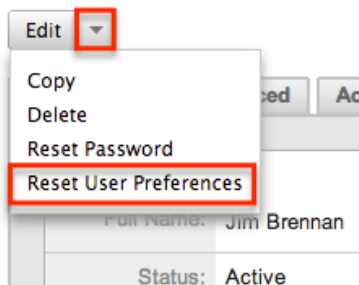 Edit
Copy
Delete
Reset Password
Reset User Preferences
Full Name: Jim Brennan
Status: Active